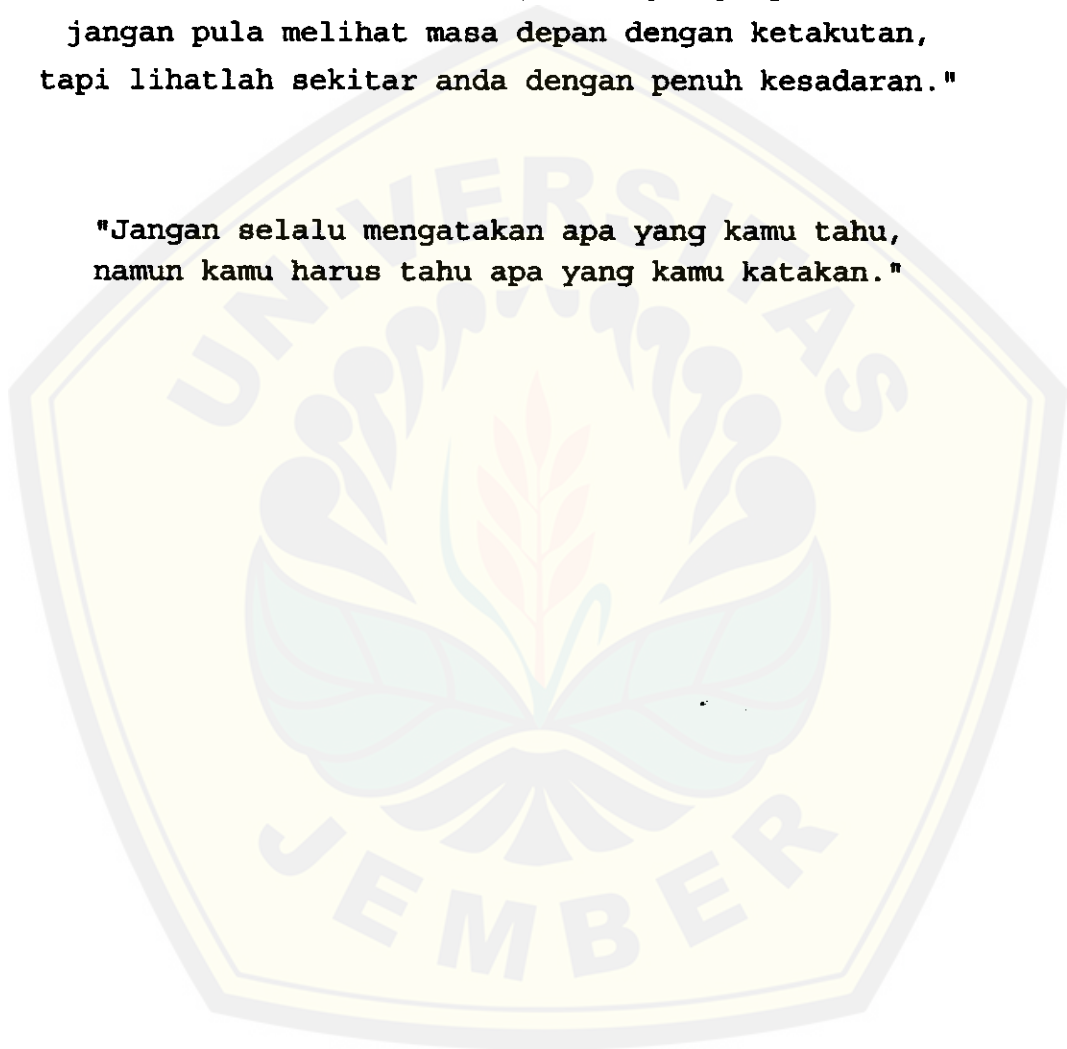 jangan pula melihat masa depan dengan ketakutan,
tapi lihatlah sekitar anda dengan penuh kesadaran."
"Jangan selalu mengatakan apa yang kamu tahu,
namun kamu harus tahu apa yang kamu katakan."
UNIVERSITAS
JEMBER